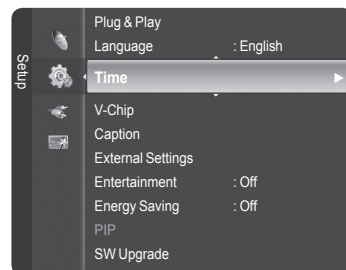 Setup
Plug & Play
Language : English
Time
V-Chip
Caption
External Settings
Entertainment : Off
Energy Saving : Off
PIP
SW Upgrade